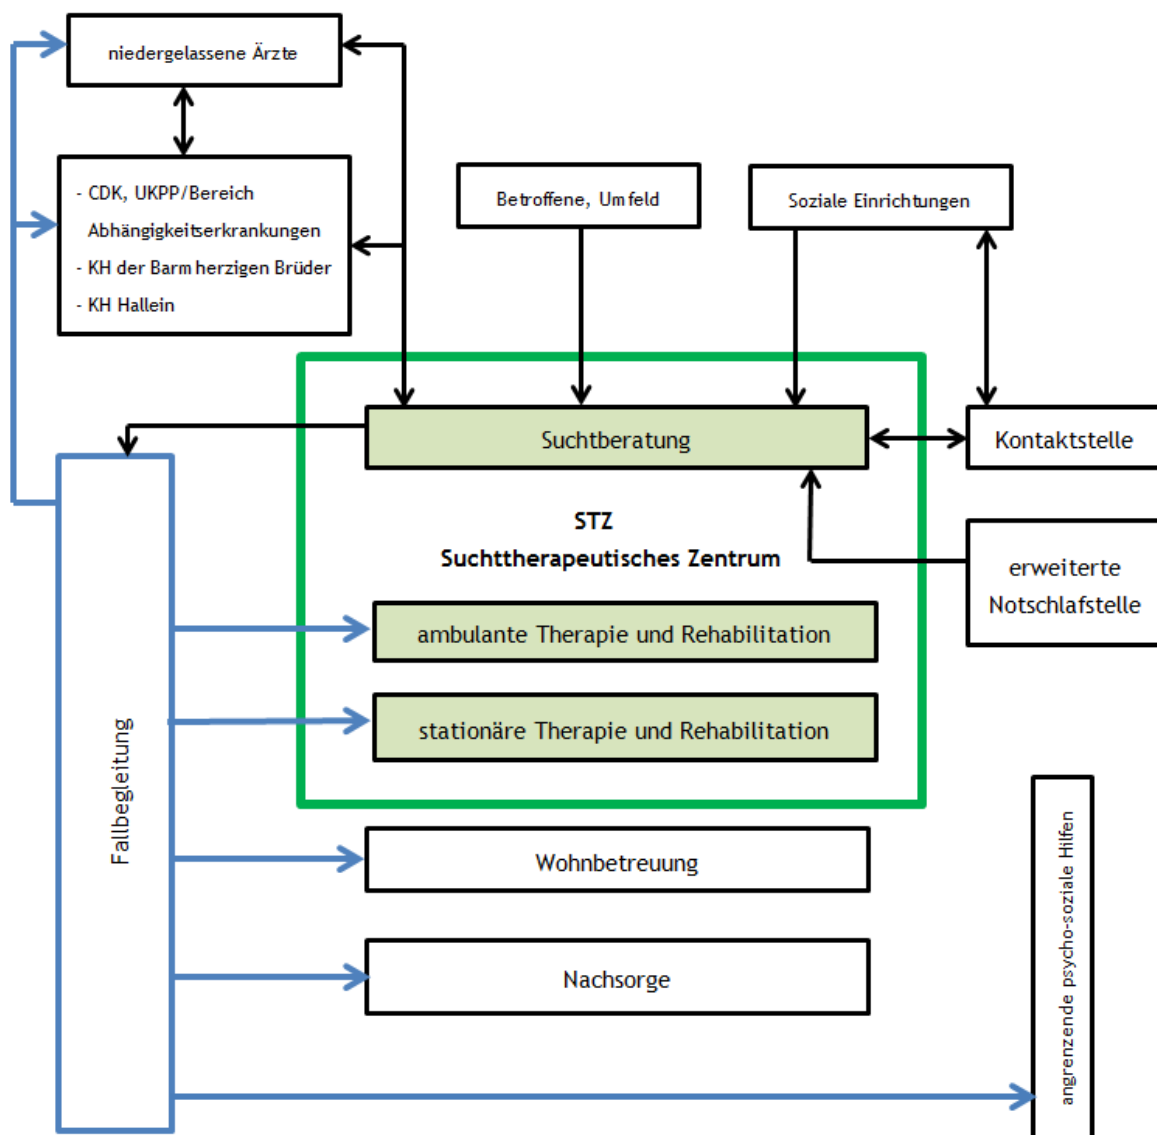 niedergelassene Ärzte
- CDK, UKPP/Bereich
Abhängigkeitserkrankungen
- KH der Barmherzigen Brüder
- KH Hallein
Betroffene, Umfeld
Soziale Einrichtungen
Suchtberatung
Kontaktstelle
STZ
Suchttherapeutisches Zentrum
erweiterte
Notschlafstelle
ambulante Therapie und Rehabilitation
stationäre Therapie und Rehabilitation
Fallbegleitung
Wohnbetreuung
Nachsorge
angrenzende psycho-soziale Hilfen